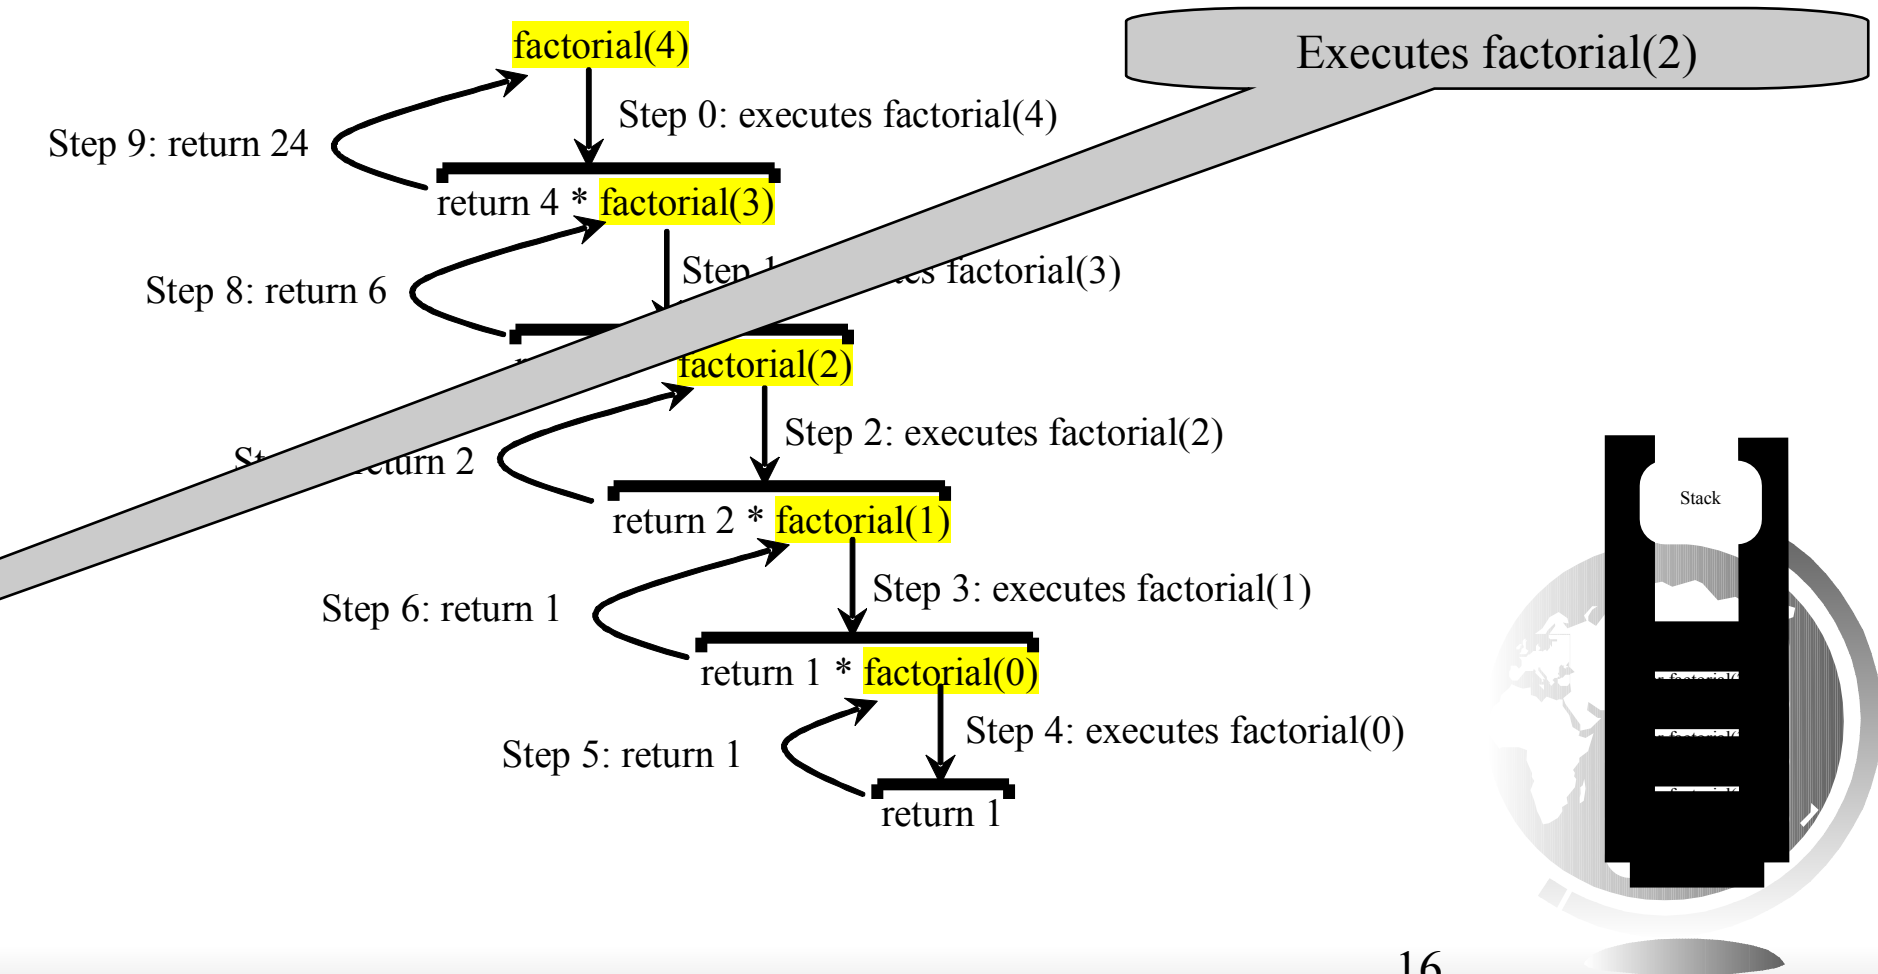 factorial(4)
Executes factorial(2)
Step 0: executes factorial(4)
Step 9: return 24
return 4 * factorial(3)
Step factorial(3)
Step 8: return 6
factorial(2)
Step 2: executes factorial(2)
return 2
return 2 * factorial(1)
Stack
Step 3: executes factorial(1)
Step 6: return 1
return 1 * factorial(0)
Step 4: executes factorial(0)
Step 5: return 1
return 1
16